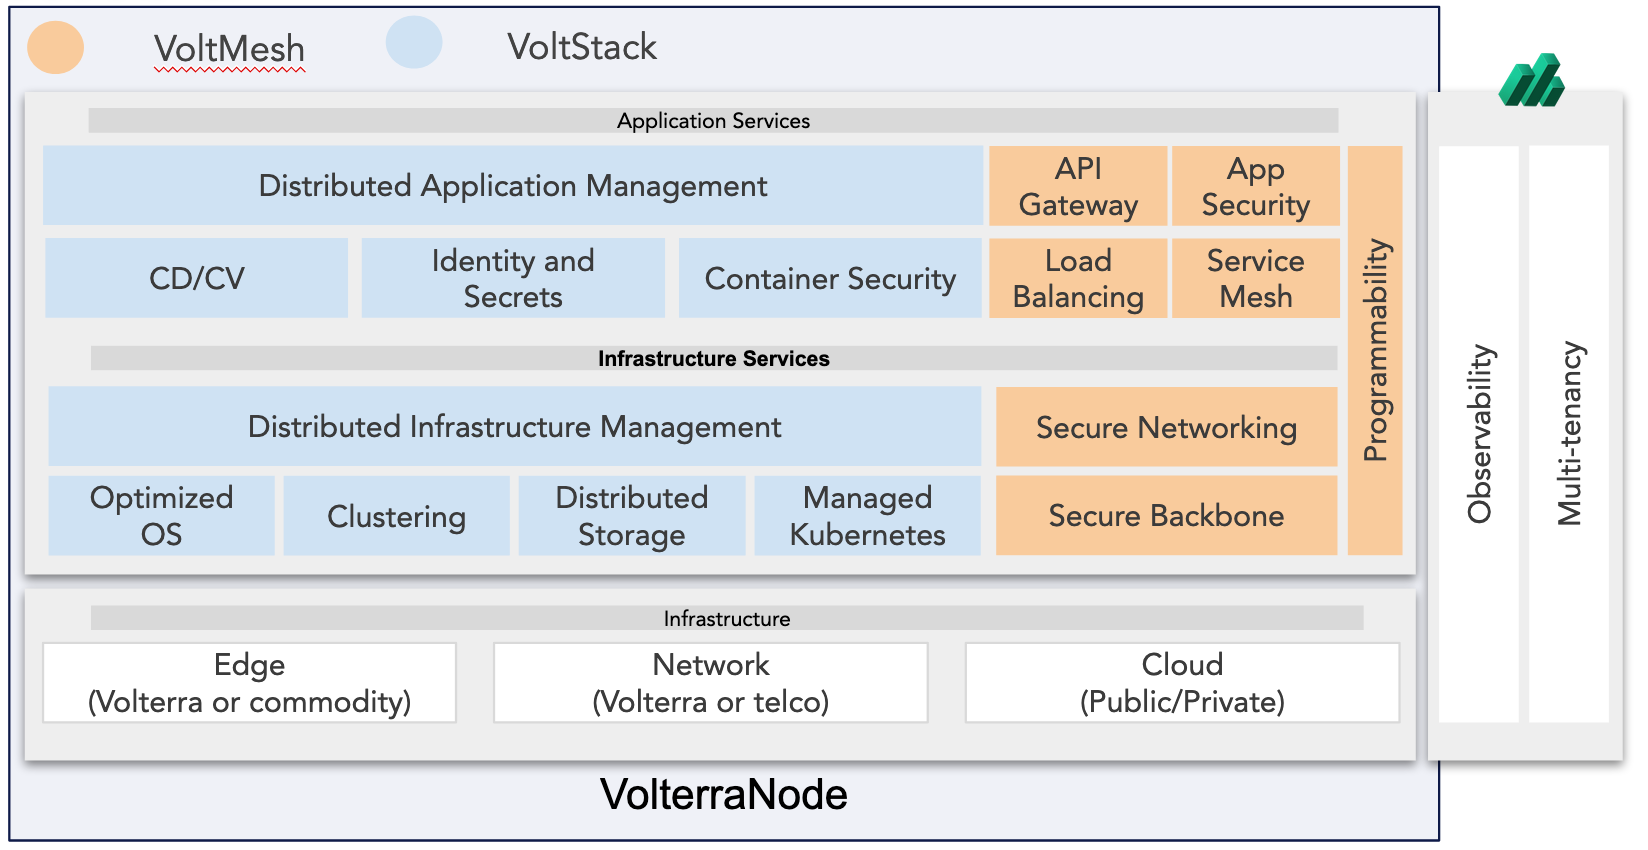 VoltMesh
VoltStack
Application Services
Distributed Application Management
API
Gateway
App
Security
CD/CV
Identity and
Secrets
Container Security
Load
Balancing
Service
Mesh
Programmability
Infrastructure Services
Distributed Infrastructure Management
Secure Networking
Optimized
OS
Clustering
Distributed
Storage
Managed
Kubernetes
Secure Backbone
Observability
Multi-tenancy
Infrastructure
Edge
(Volterra or commodity)
Network
(Volterra or telco)
Cloud
(Public/Private)
VolterraNode